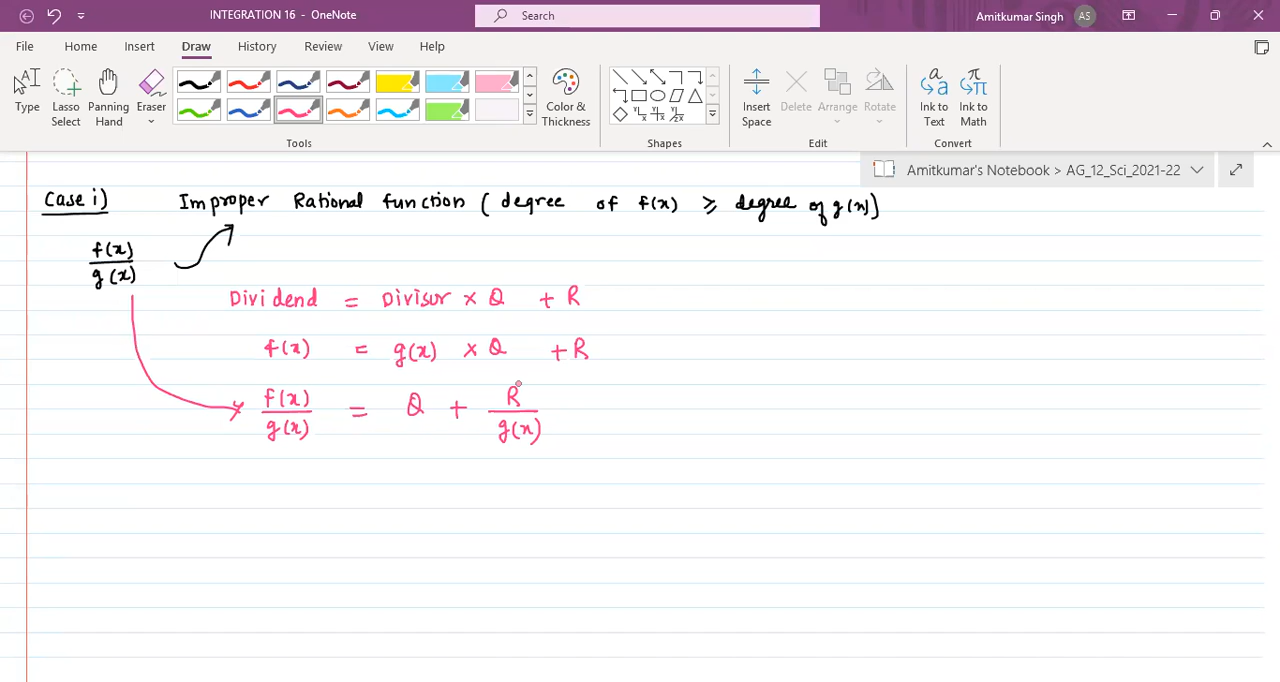 INTEGRATION 16 - OneNote
Search
Amitkumar Singh AS
File Home Insert Draw History Review View Help
Type Lasso Select Panning Hand Eraser Color & Thickness Insert Space Delete Arrange Rotate Ink to Text Ink to Math
Tools Shapes Edit Convert
Amitkumar's Notebook > AG_12_Sci_2021-22
Case i) Improper Rational function (degree of f(x) ≥ degree of g(x))
f(x)
g(x)
Dividend = Divisor × Q + R
f(x) = g(x) × Q + R
f(x)/g(x) = Q + R/g(x)